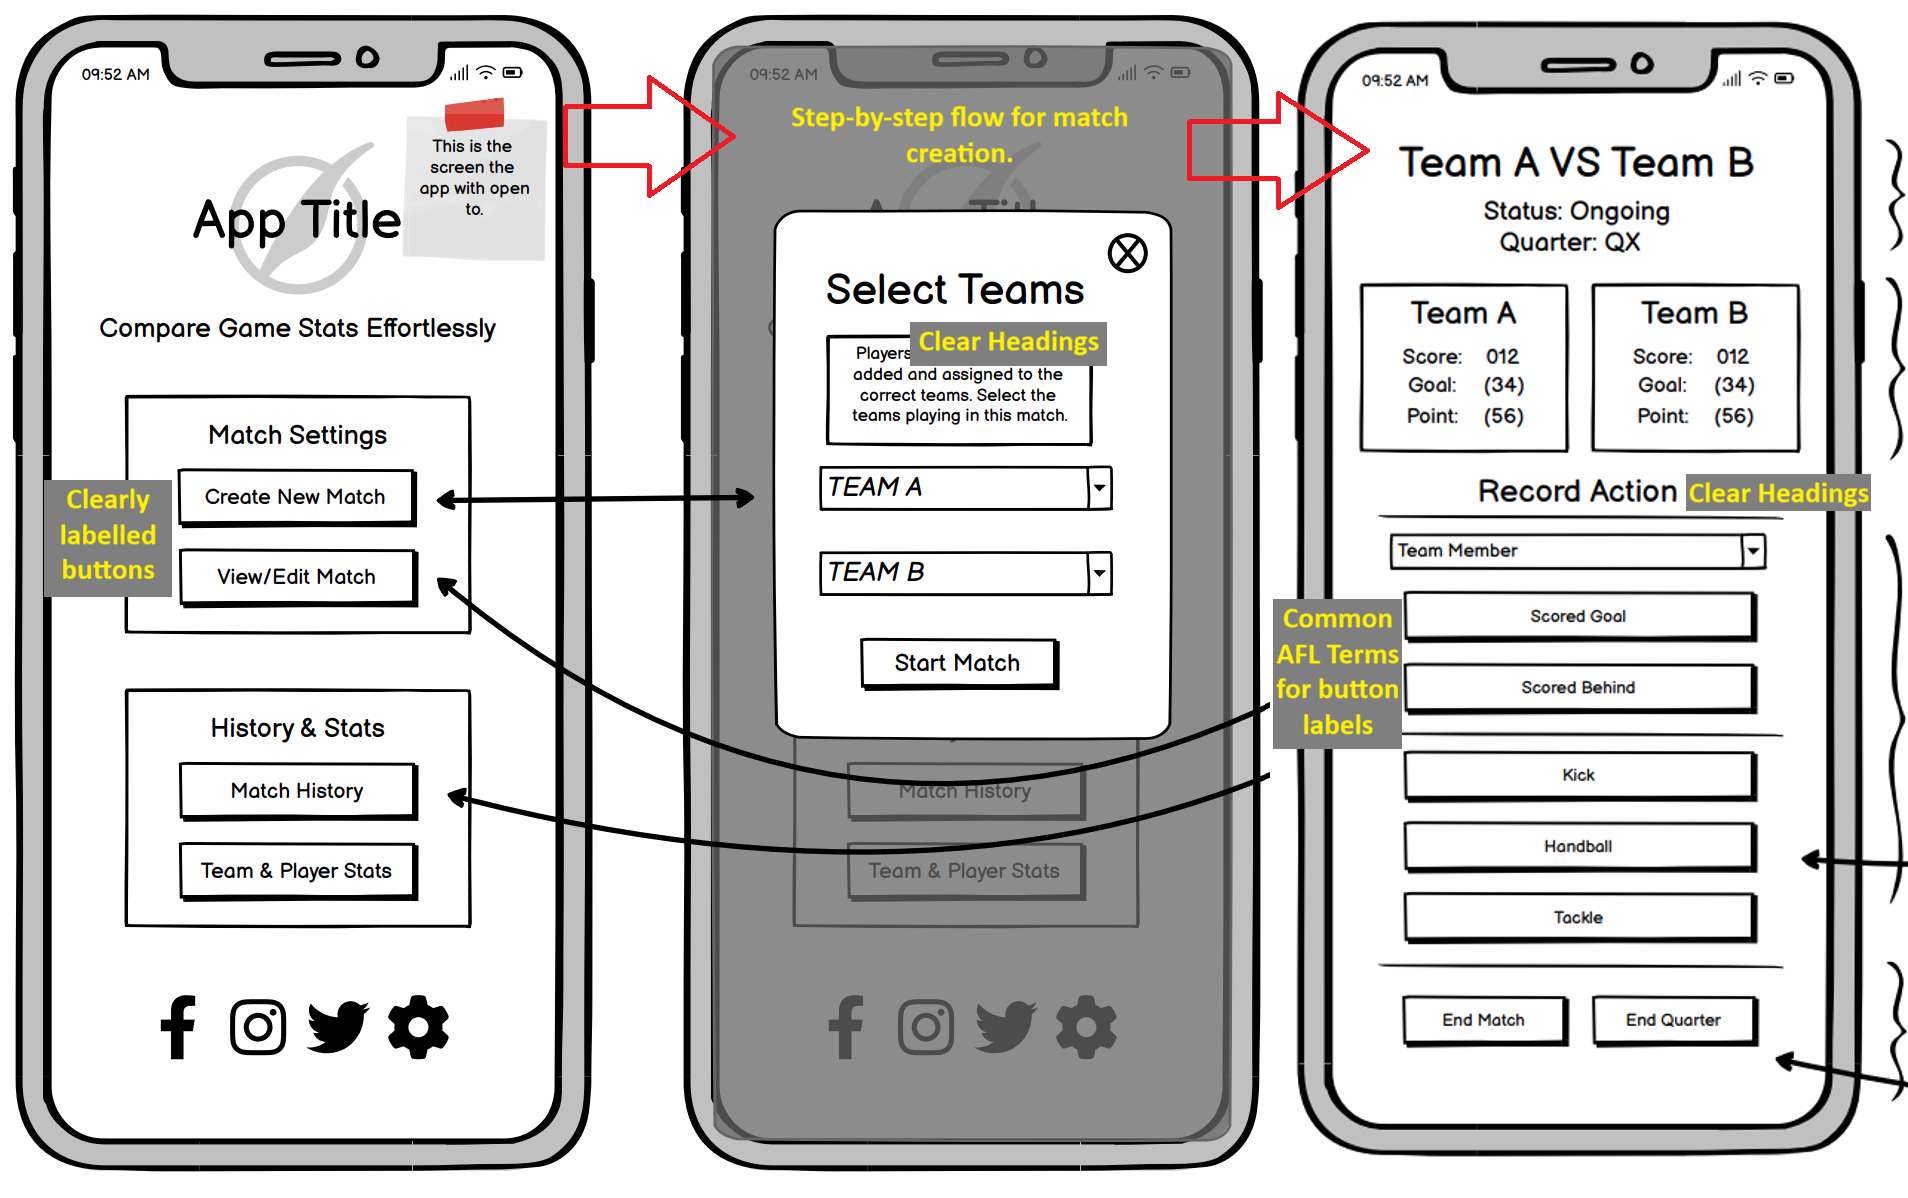 09:52 AM
This is the
screen the
app with open
to.
App Title
Compare Game Stats Effortlessly
Match Settings
Create New Match
View/Edit Match
Clearly
labelled
buttons
History & Stats
Match History
Team & Player Stats
09:52 AM
Step-by-step flow for match
creation.
Select Teams
Clear Headings
Players
added and assigned to the
correct teams. Select the
teams playing in this match.
TEAM A
TEAM B
Start Match
Match History
Team & Player Stats
09:52 AM
Team A VS Team B
Status: Ongoing
Quarter: QX
Team A
Score: 012
Goal: (34)
Point: (56)
Team B
Score: 012
Goal: (34)
Point: (56)
Record Action
Clear Headings
Team Member
Common
AFL Terms
for button
labels
Scored Goal
Scored Behind
Kick
Handball
Tackle
End Match
End Quarter